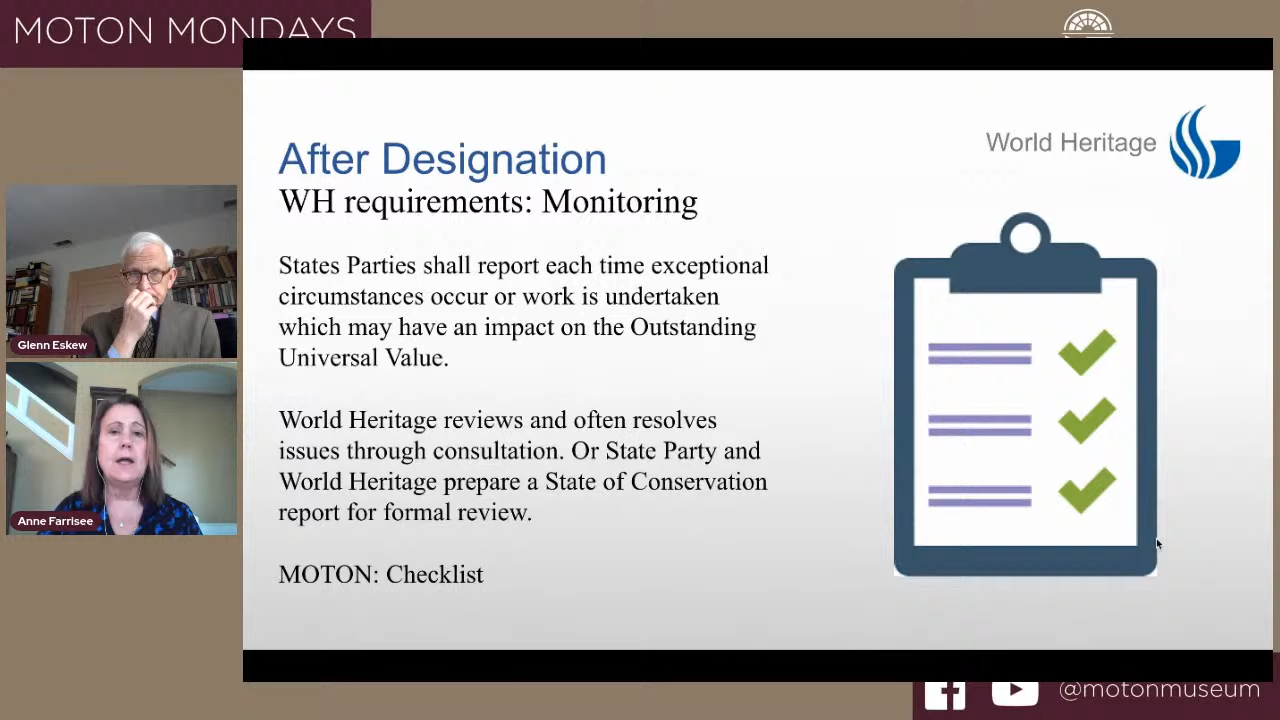 MOTON MONDAYS
After Designation
WH requirements: Monitoring
States Parties shall report each time exceptional
circumstances occur or work is undertaken
which may have an impact on the Outstanding
Universal Value.
World Heritage reviews and often resolves
issues through consultation. Or State Party and
World Heritage prepare a State of Conservation
report for formal review.
MOTON: Checklist
World Heritage
Glenn Eskew
Anne Farrisee
@motonmuseum